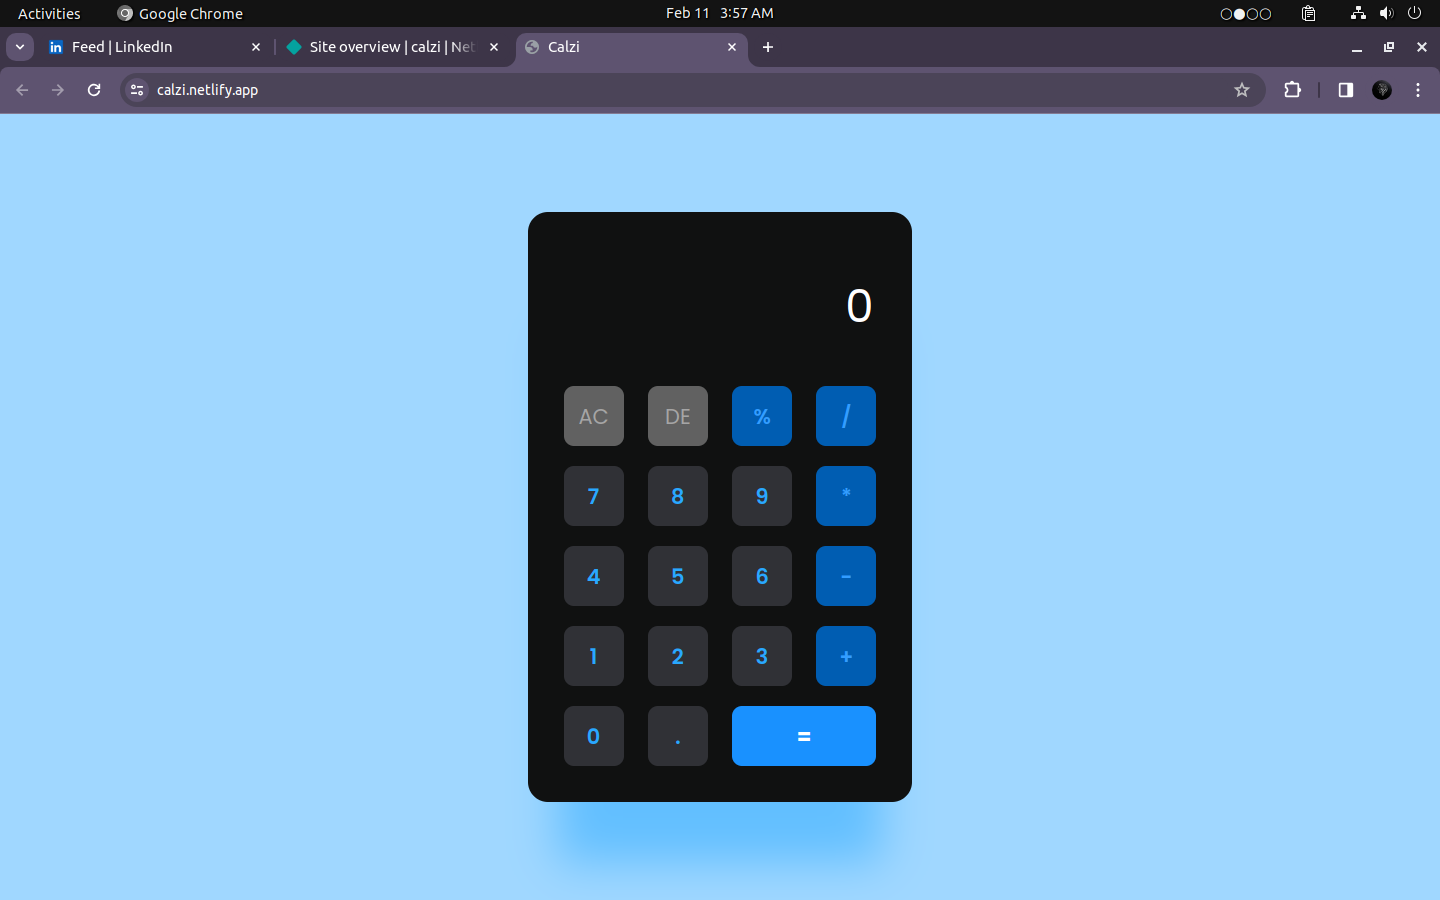 Activities Google Chrome Feb 11 3:57 AM
Feed | LinkedIn Site overview | calzi | Net Calzi
calzi.netlify.app
0
AC DE % /
7 8 9 *
4 5 6 -
1 2 3 +
0 . =